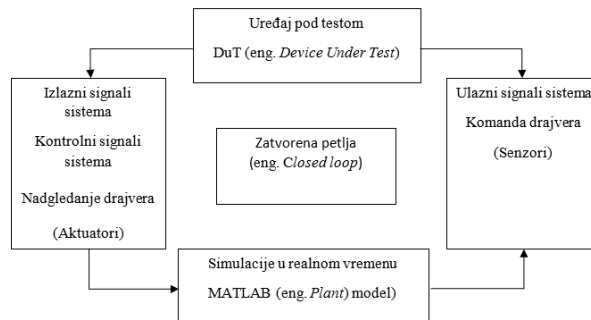 Uređaj pod testom
DuT (eng. Device Under Test)
Izlazni signali
sistema
Kontrolni signali
sistema
Nadgledanje drajvera
(Aktuatori)
Zatvorena petlja
(eng. Closed loop)
Ulazni signali sistema
Komanda drajvera
(Senzori)
Simulacije u realnom vremenu
MATLAB (eng. Plant) model)